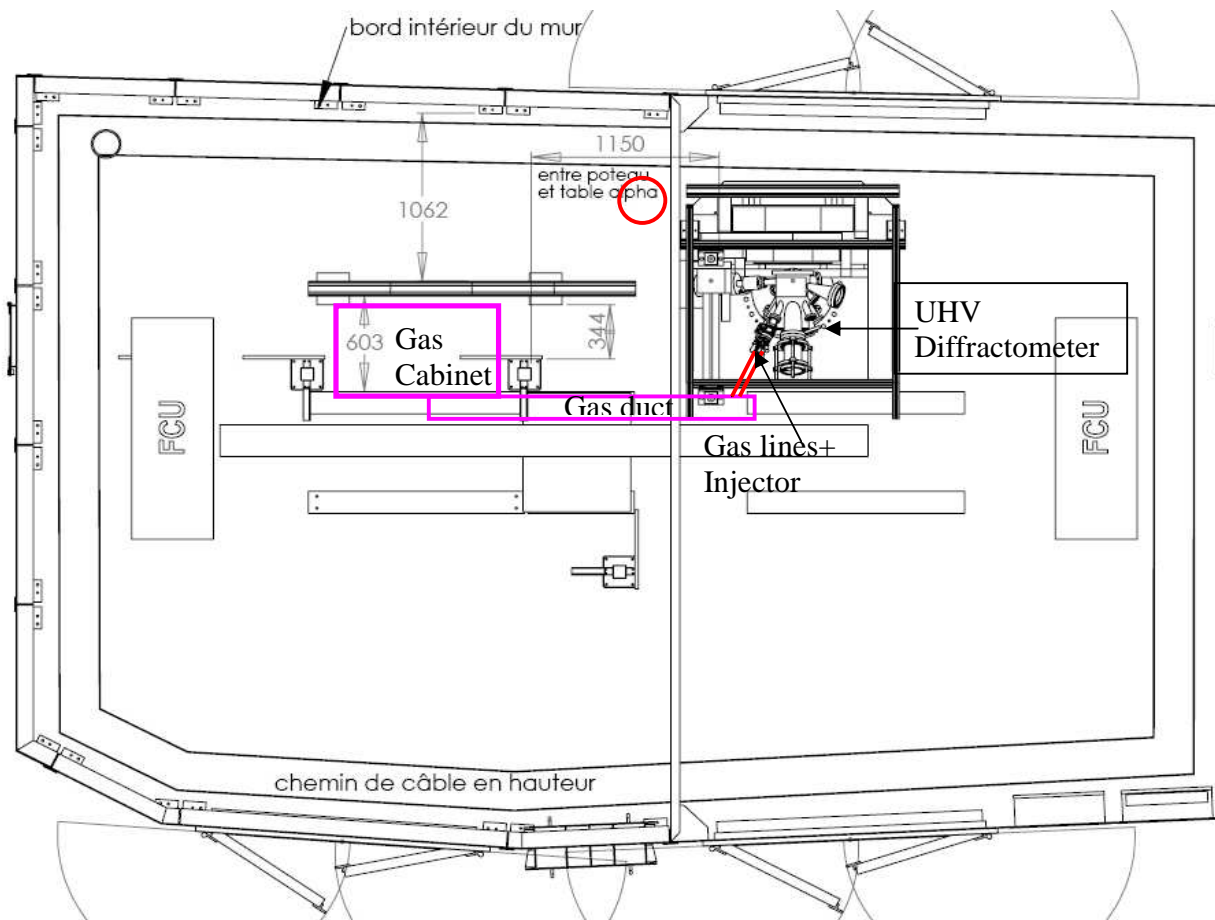 bord intérieur du mur
1150
entre poteau
et table alpha
1062
603
344
Gas
Cabinet
UHV
Diffractometer
Gas duct
FCU
FCU
Gas lines+
Injector
chemin de câble en hauteur